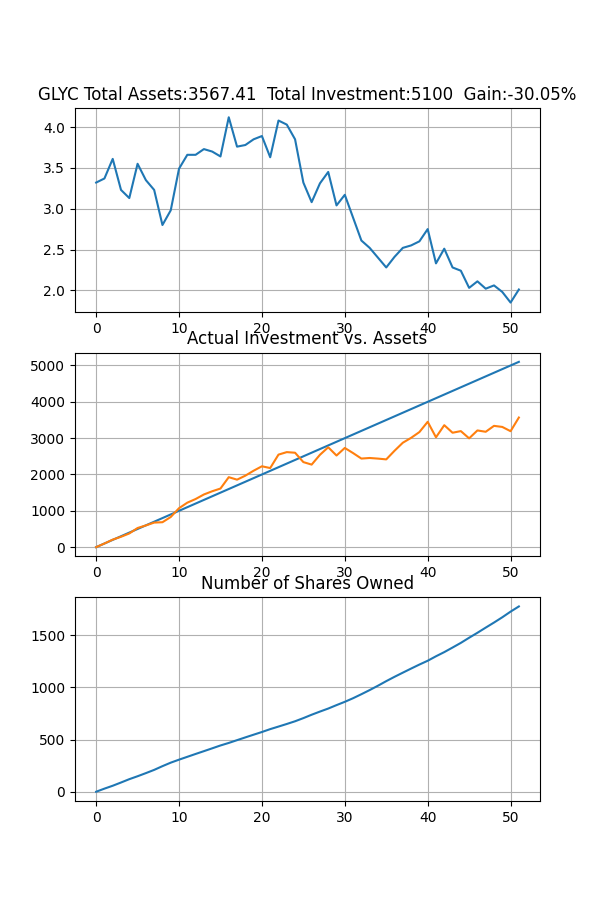 GLYC Total Assets:3567.41  Total Investment:5100  Gain:-30.05%
4.0
3.5
3.0
2.5
2.0
0 10 20 30 40 50
Actual Investment vs. Assets
5000
4000
3000
2000
1000
0
0 10 20 30 40 50
Number of Shares Owned
1500
1000
500
0
0 10 20 30 40 50